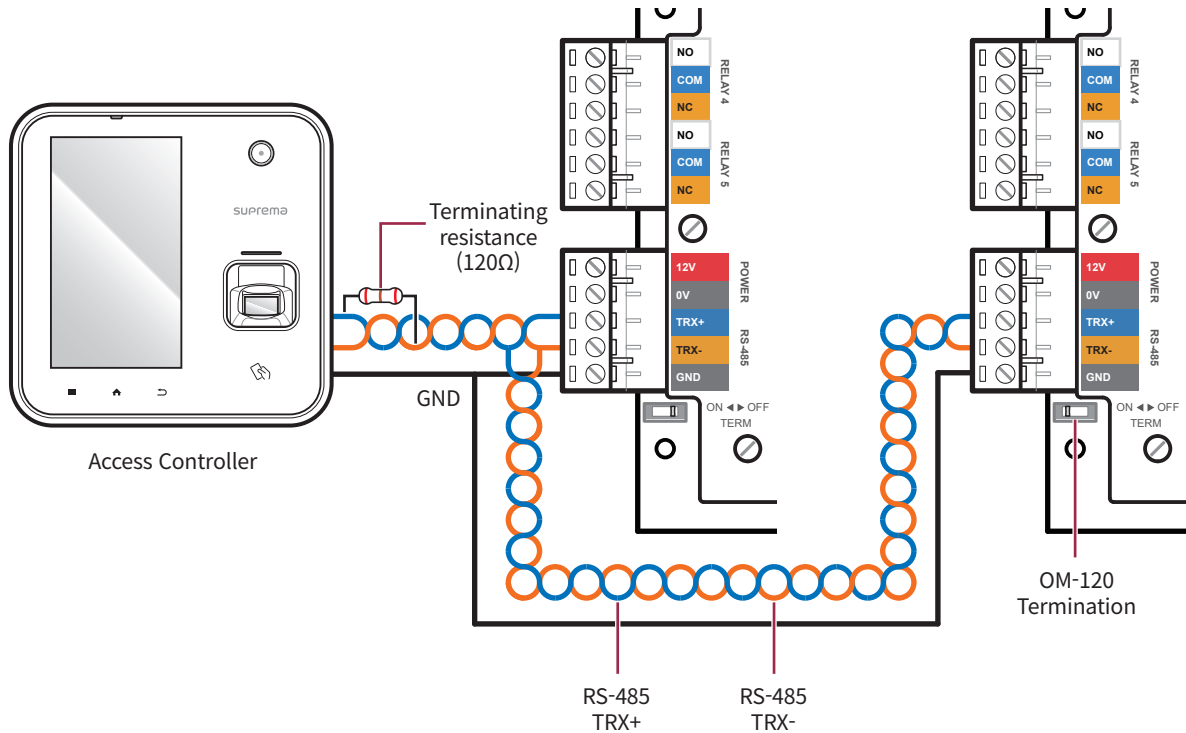 suprema
Access Controller
Terminating
resistance
(120Ω)
GND
NO
COM
NC
RELAY 4
NO
COM
NC
RELAY 5
12V
0V
POWER
TRX+
TRX-
RS-485
GND
ON ◀ ▶ OFF
TERM
NO
COM
NC
RELAY 4
NO
COM
NC
RELAY 5
12V
0V
POWER
TRX+
TRX-
RS-485
GND
ON ◀ ▶ OFF
TERM
OM-120
Termination
RS-485
TRX+
RS-485
TRX-